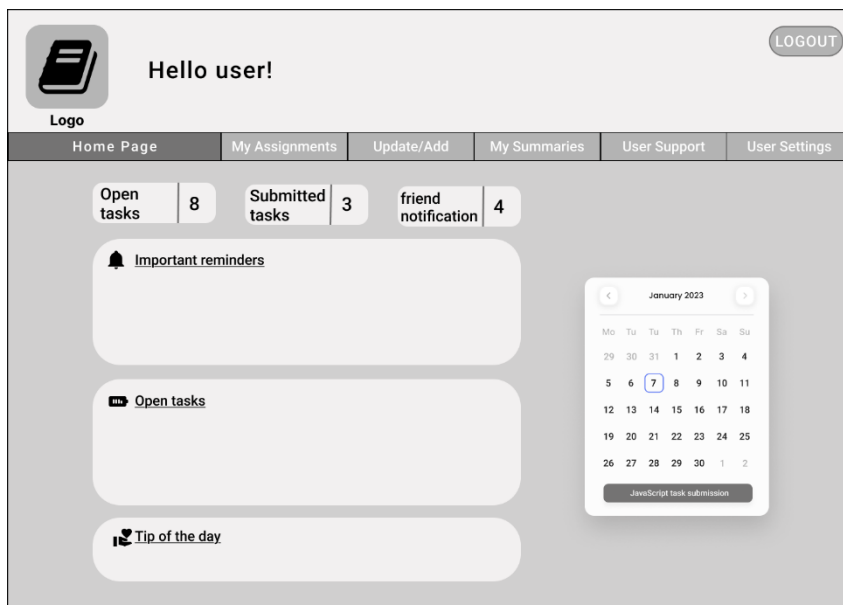 LOGOUT
Hello user!
Logo
Home Page
My Assignments
Update/Add
My Summaries
User Support
User Settings
Open
tasks
8
Submitted
tasks
3
friend
notification
4
Important reminders
Open tasks
Tip of the day
January 2023
Mo Tu Tu Th Fr Sa Su
29 30 31 1 2 3 4
5 6 7 8 9 10 11
12 13 14 15 16 17 18
19 20 21 22 23 24 25
26 27 28 29 30 1 2
JavaScript task submission